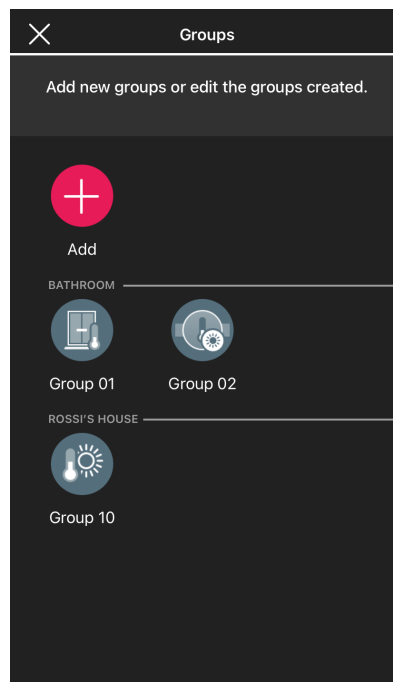 Groups
Add new groups or edit the groups created.
Add
BATHROOM
Group 01 Group 02
ROSSI'S HOUSE
Group 10